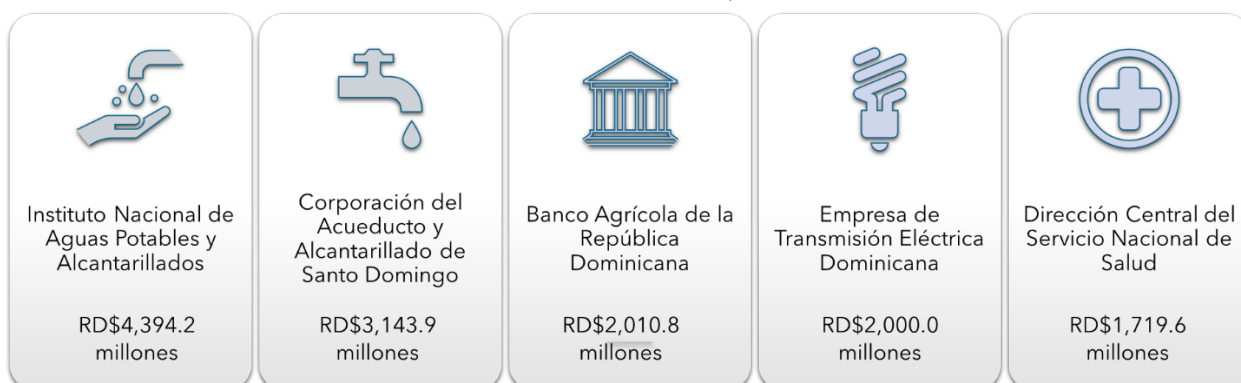 Instituto Nacional de
Aguas Potables y
Alcantarillados
RD$4,394.2
millones
Corporación del
Acueducto y
Alcantarillado de
Santo Domingo
RD$3,143.9
millones
Banco Agrícola de la
República
Dominicana
RD$2,010.8
millones
Empresa de
Transmisión Eléctrica
Dominicana
RD$2,000.0
millones
Dirección Central del
Servicio Nacional de
Salud
RD$1,719.6
millones